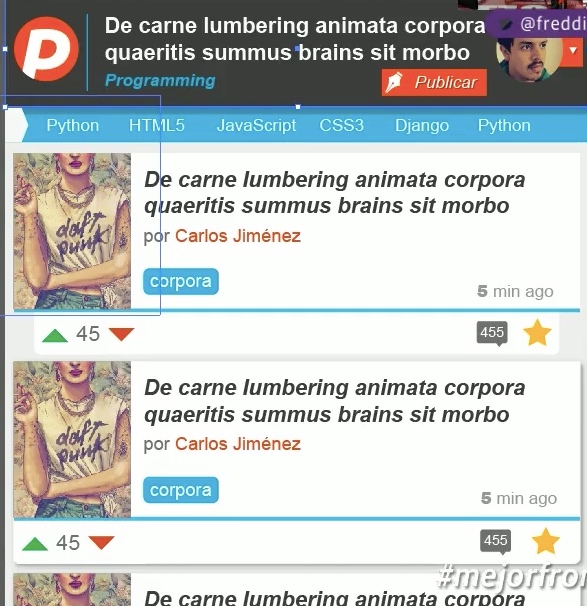 De carne lumbering animata corpora
quaeritis summus brains sit morbo
@freddi
Programming
Publicar
Python HTML5 JavaScript CSS3 Django Python
De carne lumbering animata corpora
quaeritis summus brains sit morbo
por Carlos Jiménez
daft
punk
corpora
5 min ago
45
455
De carne lumbering animata corpora
quaeritis summus brains sit morbo
por Carlos Jiménez
daft
punk
corpora
5 min ago
45
455
#mejorfron
De carne lumbering animata corpora